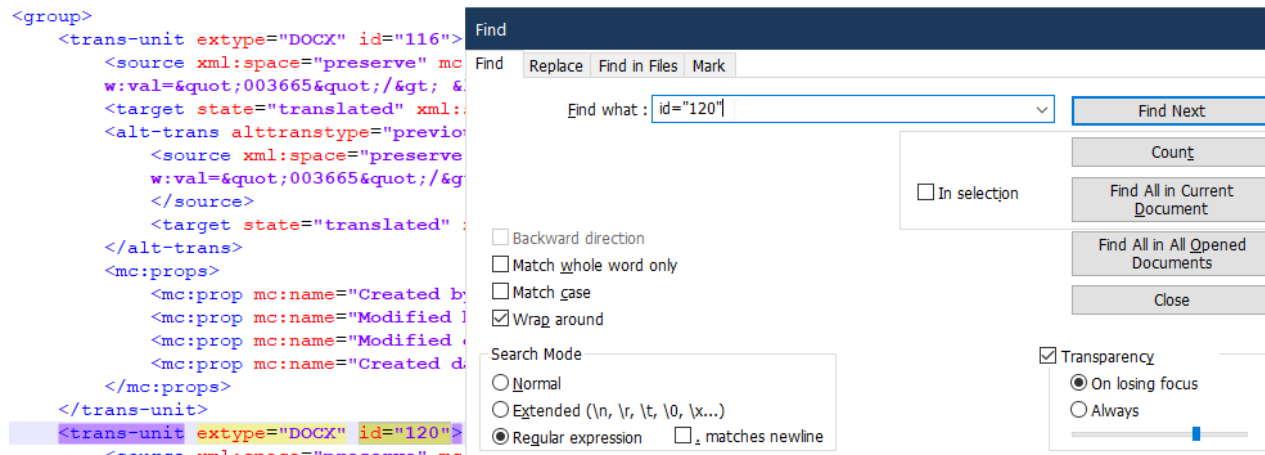 <group>
<trans-unit extype="DOCX" id="116">
<source xml:space="preserve" mc
w:val=&quot;003665&quot;/&gt; &
<target state="translated" xml:
<alt-trans alttranstype="previou
<source xml:space="preserve
w:val=&quot;003665&quot;/&g
</source>
<target state="translated"
</alt-trans>
<mc:props>
<mc:prop mc:name="Created by
<mc:prop mc:name="Modified
<mc:prop mc:name="Modified
<mc:prop mc:name="Created da
</mc:props>
</trans-unit>
<trans-unit extype="DOCX" id="120">
Find
Find Replace Find in Files Mark
Find what : id="120"
Find Next
Count
In selection
Find All in Current
Document
Find All in All Opened
Documents
Close
Backward direction
Match whole word only
Match case
Wrap around
Search Mode
Normal
Extended (\n, \r, \t, \0, \x...)
Regular expression . matches newline
Transparency
On losing focus
Always